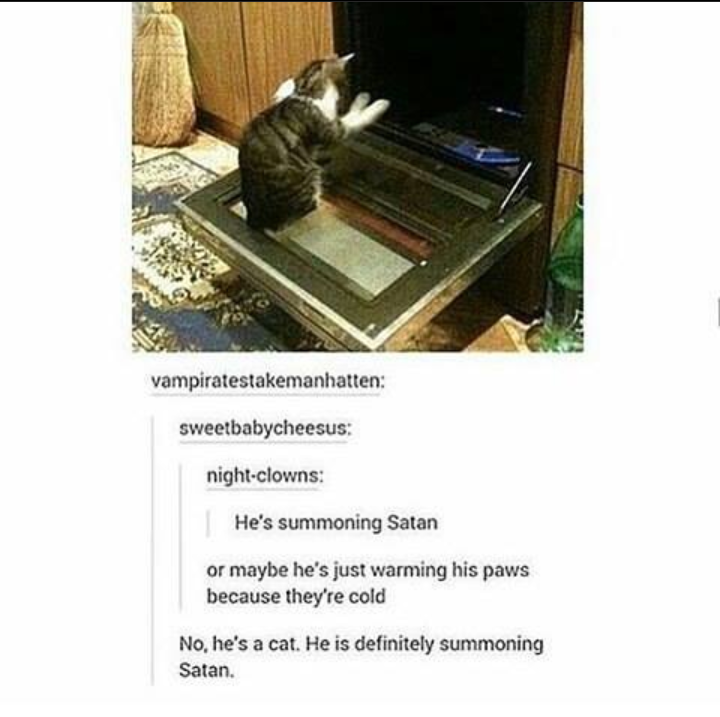 vampiratestakemanhatten:
sweetbabycheesus:
night-clowns:
He's summoning Satan
or maybe he's just warming his paws
because they're cold
No, he's a cat. He is definitely summoning
Satan.